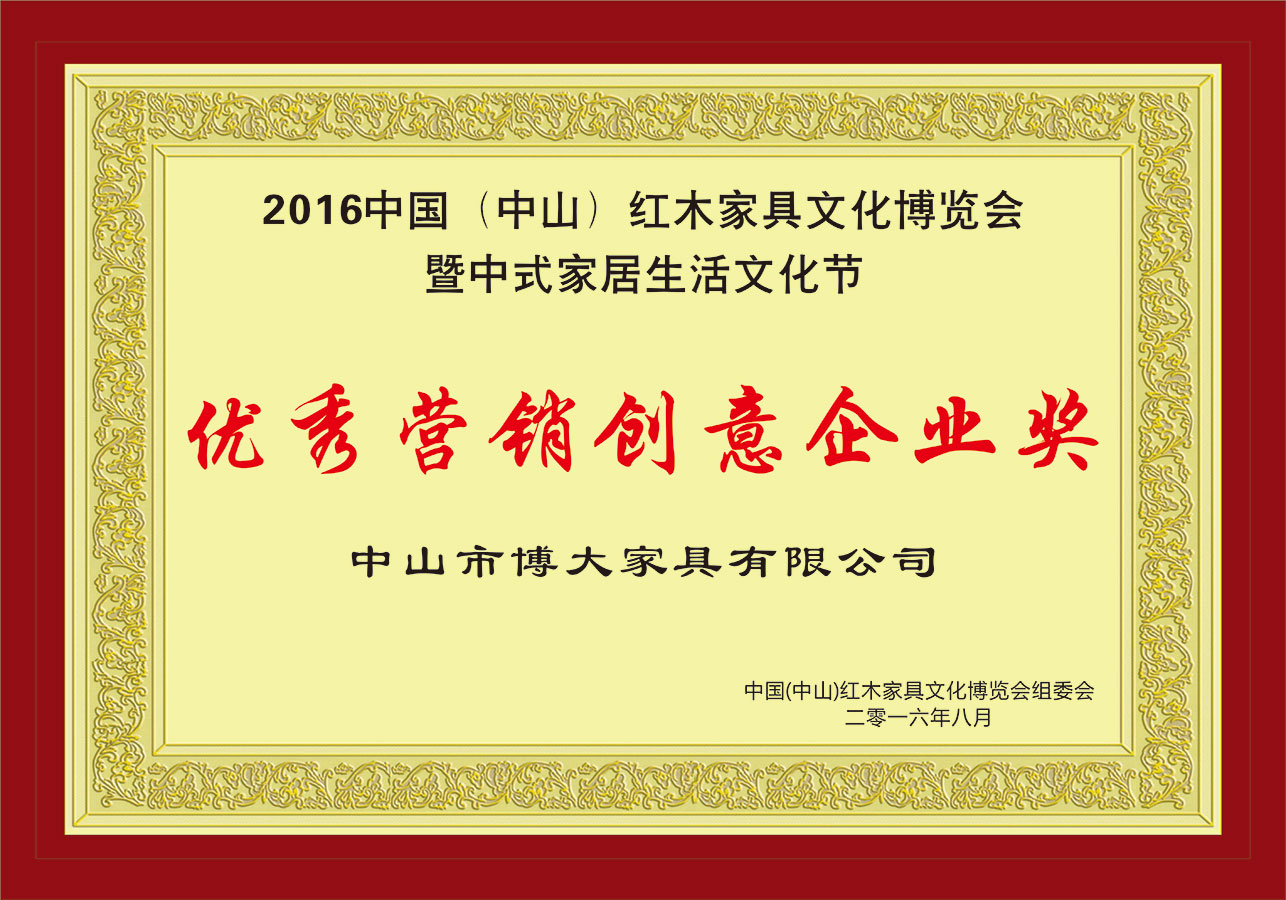 2016中国（中山）红木家具文化博览会
暨中式家居生活文化节
优秀营销创意企业奖
中山市博大家具有限公司
中国(中山)红木家具文化博览会组委会
二零一六年八月